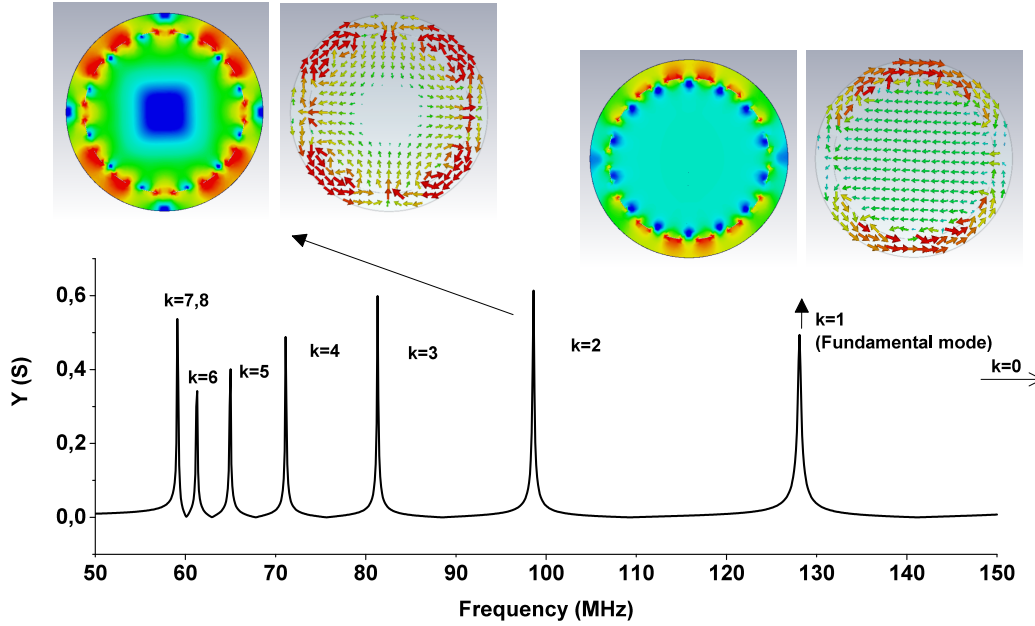 k=7,8
k=6
k=5
k=4
k=3
k=2
k=1
(Fundamental mode)
k=0
Y (S)
0,6
0,4
0,2
0,0
50
60
70
80
90
100
110
120
130
140
150
Frequency (MHz)